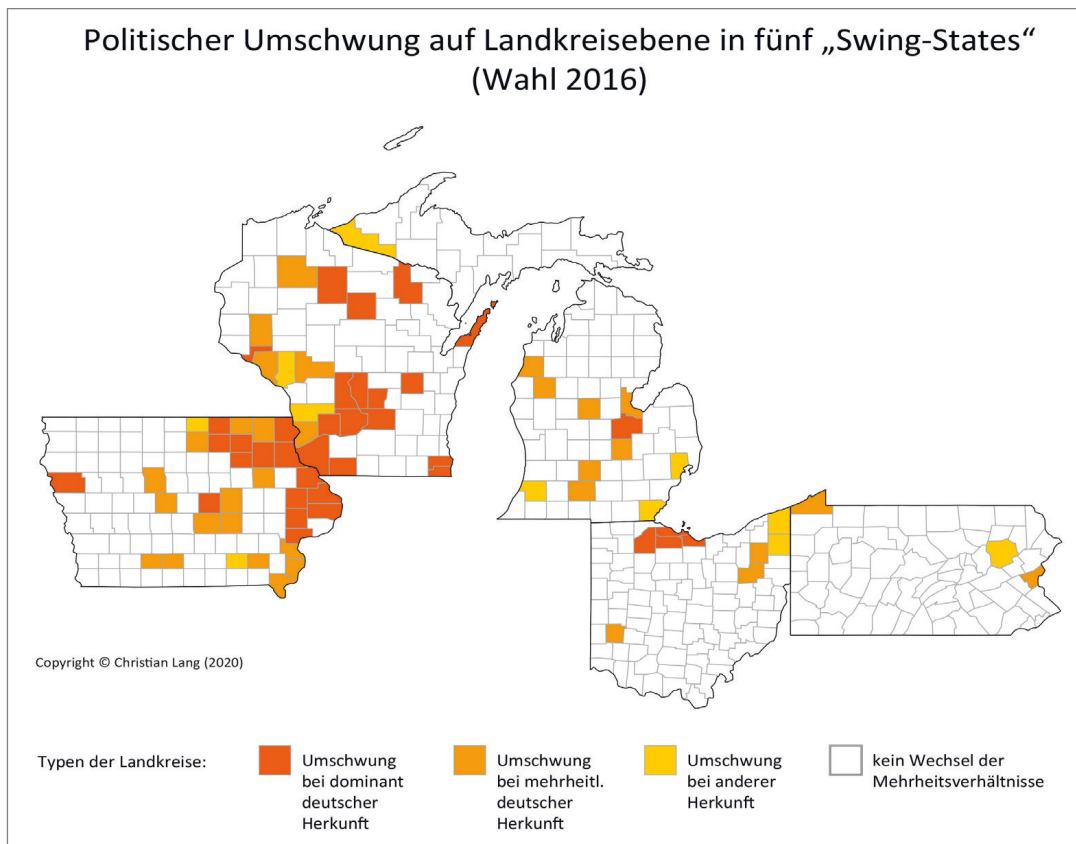 Politischer Umschwung auf Landkreisebene in fünf „Swing-States“
(Wahl 2016)
Copyright © Christian Lang (2020)
Typen der Landkreise:
Umschwung
bei dominant
deutscher
Herkunft
Umschwung
bei mehrheitl.
deutscher
Herkunft
Umschwung
bei anderer
Herkunft
kein Wechsel der
Mehrheitsverhältnisse